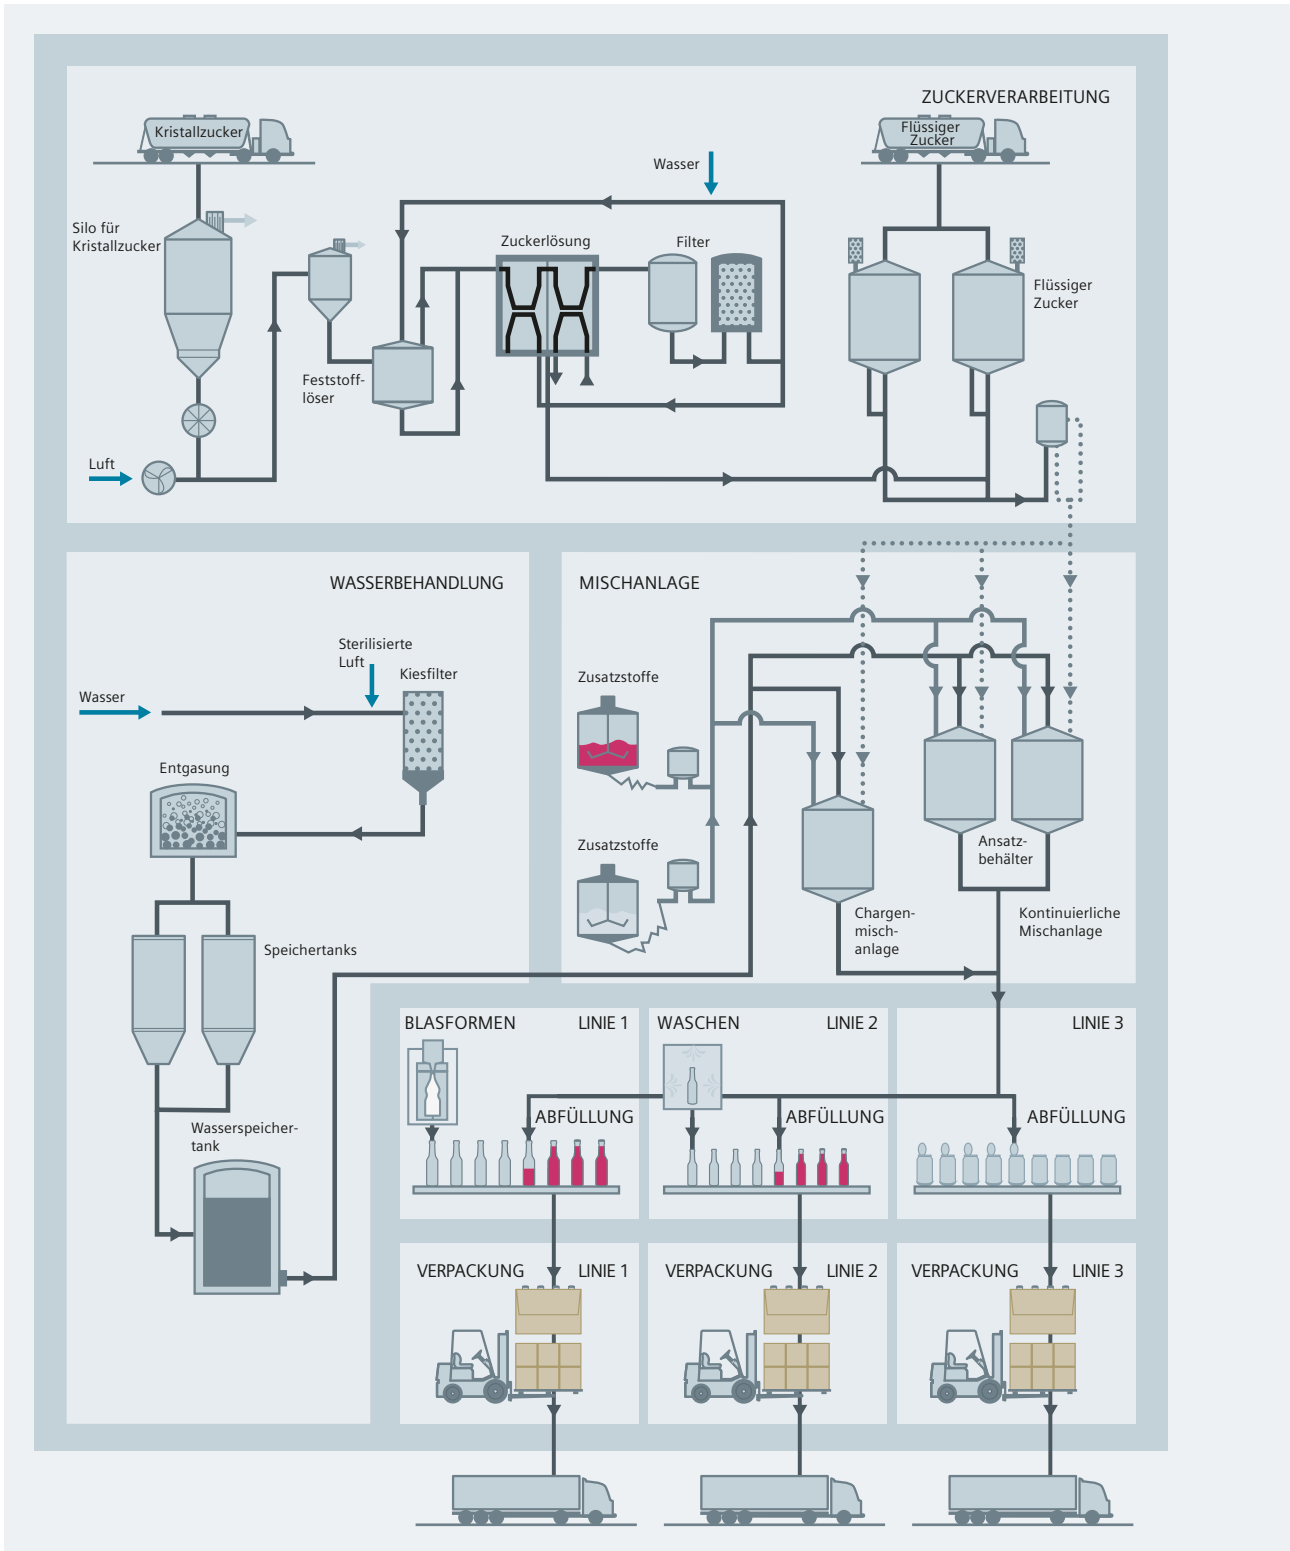 ZUCKERVERARBEITUNG
Kristallzucker
Flüssiger
Zucker
Wasser
Silo für
Kristallzucker
Zuckerlösung
Filter
Flüssiger
Zucker
Feststoff-
löser
Luft
WASSERBEHANDLUNG
Sterilisierte
Luft
Kiesfilter
Wasser
Entgasung
Speichertanks
Wasserspeicher-
tank
MISCHANLAGE
Zusatzstoffe
Zusatzstoffe
Ansatz-
behälter
Chargen-
misch-
anlage
Kontinuierliche
Mischanlage
BLASFORMEN
LINIE 1
ABFÜLLUNG
WASCHEN
LINIE 2
ABFÜLLUNG
LINIE 3
ABFÜLLUNG
VERPACKUNG
LINIE 1
VERPACKUNG
LINIE 2
VERPACKUNG
LINIE 3